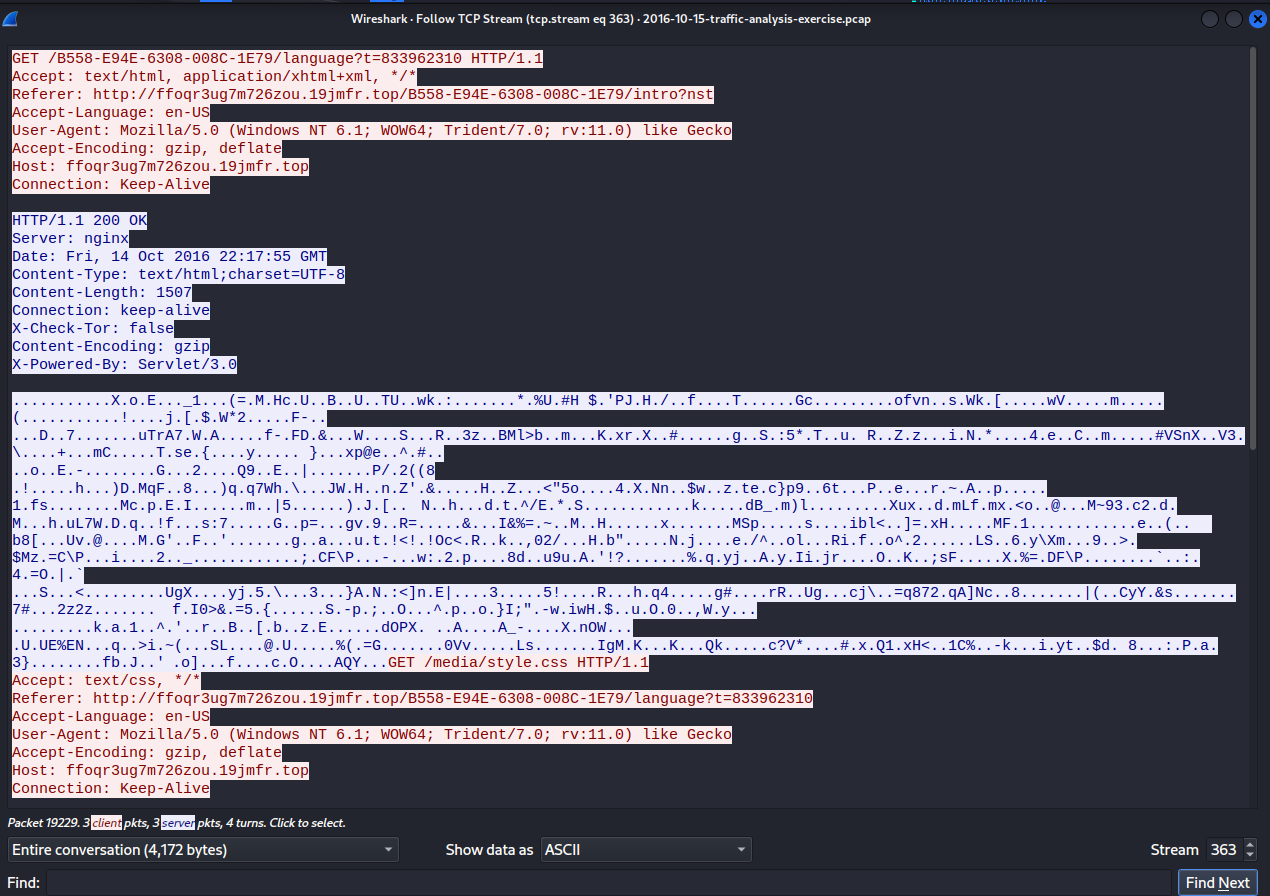 Wireshark · Follow TCP Stream (tcp.stream eq 363) · 2016-10-15-traffic-analysis-exercise.pcap
GET /B558-E94E-6308-008C-1E79/language?t=833962310 HTTP/1.1
Accept: text/html, application/xhtml+xml, */*
Referer: http://ffoqr3ug7m726zou.19jmfr.top/B558-E94E-6308-008C-1E79/intro?nst
Accept-Language: en-US
User-Agent: Mozilla/5.0 (Windows NT 6.1; WOW64; Trident/7.0; rv:11.0) like Gecko
Accept-Encoding: gzip, deflate
Host: ffoqr3ug7m726zou.19jmfr.top
Connection: Keep-Alive
HTTP/1.1 200 OK
Server: nginx
Date: Fri, 14 Oct 2016 22:17:55 GMT
Content-Type: text/html;charset=UTF-8
Content-Length: 1507
Connection: keep-alive
X-Check-Tor: false
Content-Encoding: gzip
X-Powered-By: Servlet/3.0
...........X.o.E..._1...(=.M.Hc.U..B..U..TU..wk.:.......*.%U.#H $.'PJ.H./..f....T......Gc.........ofvn..s.Wk.[.....wV.....m.....
(...........!....j.[.$.W*2.....F-..
...D..7.......uTrA7.W.A.....f-.FD.&...W....S...R..3z..BMl>b..m...K.xr.X..#......g..S.:5*.T..u. R..Z.z...i.N.*....4.e..C..m.....#VSnX..V3.
\....+...mC.....T.se.{....y..... }...xp@e..^.#..
..o..E.-........G...2....Q9..E..|.......P/.2((8
.!.....h...)D.MqF..8...)q.q7Wh.\...JW.H..n.Z'.&.....H..Z...<"5o....4.X.Nn..$w..z.te.c}p9..6t...P..e...r.~.A..p.....
1.fs........Mc.p.E.I......m..|5......).J.[.. N..h...d.t.^/E.*.S............k.....dB_.m)l.........Xux..d.mLf.mx.<o..@...M~93.c2.d.
M...h.uL7W.D.q..!f...s:7.....G..p=...gv.9..R=.....&...I&%=.~..M..H......x.......MSp.....s....ibl<..]=.xH.....MF.1............e..(..
b8[...Uv.@....M.G'..F..'.......g..a...u.t.!<!.!Oc<.R..k..,02/...H.b".....N.j....e./^..ol...Ri.f..o^.2......LS..6.y\Xm...9..>.
$Mz.=C\P...i....2.._............;.CF\P...-...w:.2.p....8d..u9u.A.'!?.......%.q.yj..A.y.Ii.jr....O..K..;sF.....X.%=.DF\P........`..:.
4.=O.|.`
...S...<.........UgX....yj.5.\...3...}A.N.:<]n.E|....3.....5!....R...h.q4.....g#....rR..Ug...cj\..=q872.qA]Nc..8.......|(..CyY.&s.......
7#...2z2z....... f.I0>&.=5.{......S.-p.;..O...^.p..o.}I;".-w.iwH.$..u.O.0..,W.y...
.........k.a.1..^.'..r..B..[.b..z.E......dOPX. ..A....A_-....X.nOW...
.U.UE%EN...q..>i.~(...SL....@.U.....%(.=G.......0Vv.....Ls.......IgM.K...K...Qk.....c?V*....#.x.Q1.xH<..1C%..-k...i.yt..$d. 8...:.P.a.
3}........fb.J..' .o]...f....c.O....AQY...GET /media/style.css HTTP/1.1
Accept: text/css, */*
Referer: http://ffoqr3ug7m726zou.19jmfr.top/B558-E94E-6308-008C-1E79/language?t=833962310
Accept-Language: en-US
User-Agent: Mozilla/5.0 (Windows NT 6.1; WOW64; Trident/7.0; rv:11.0) like Gecko
Accept-Encoding: gzip, deflate
Host: ffoqr3ug7m726zou.19jmfr.top
Connection: Keep-Alive
Packet 19229. 3 client pkts, 3 server pkts, 4 turns. Click to select.
Entire conversation (4,172 bytes) Show data as ASCII Stream 363
Find: Find Next